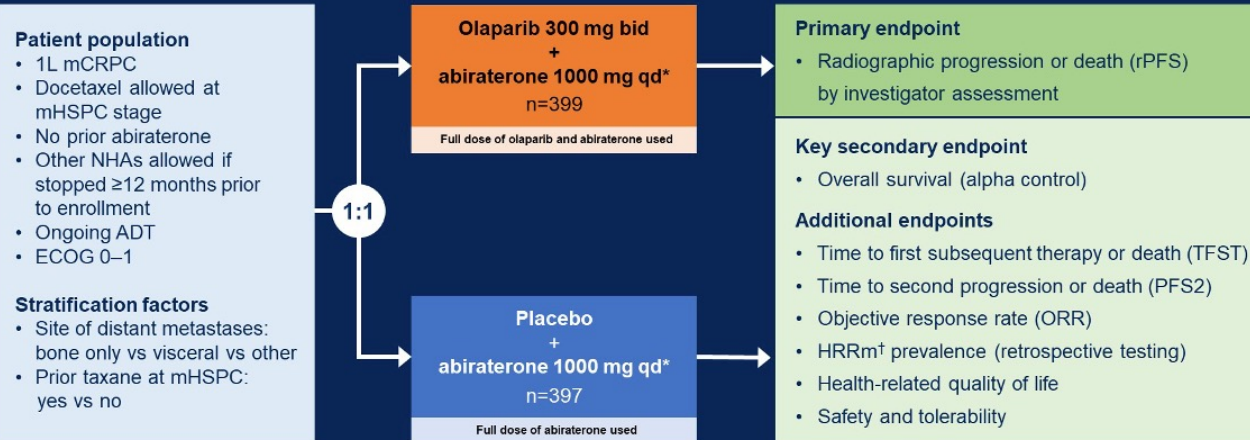 Patient population
• 1L mCRPC
• Docetaxel allowed at
mHSPC stage
• No prior abiraterone
• Other NHAs allowed if
stopped ≥12 months prior
to enrollment
• Ongoing ADT
• ECOG 0–1
Stratification factors
• Site of distant metastases:
bone only vs visceral vs other
• Prior taxane at mHSPC:
yes vs no
1:1
Olaparib 300 mg bid
+
abiraterone 1000 mg qd*
n=399
Full dose of olaparib and abiraterone used
Placebo
+
abiraterone 1000 mg qd*
n=397
Full dose of abiraterone used
Primary endpoint
• Radiographic progression or death (rPFS)
by investigator assessment
Key secondary endpoint
• Overall survival (alpha control)
Additional endpoints
• Time to first subsequent therapy or death (TFST)
• Time to second progression or death (PFS2)
• Objective response rate (ORR)
• HRRm† prevalence (retrospective testing)
• Health-related quality of life
• Safety and tolerability